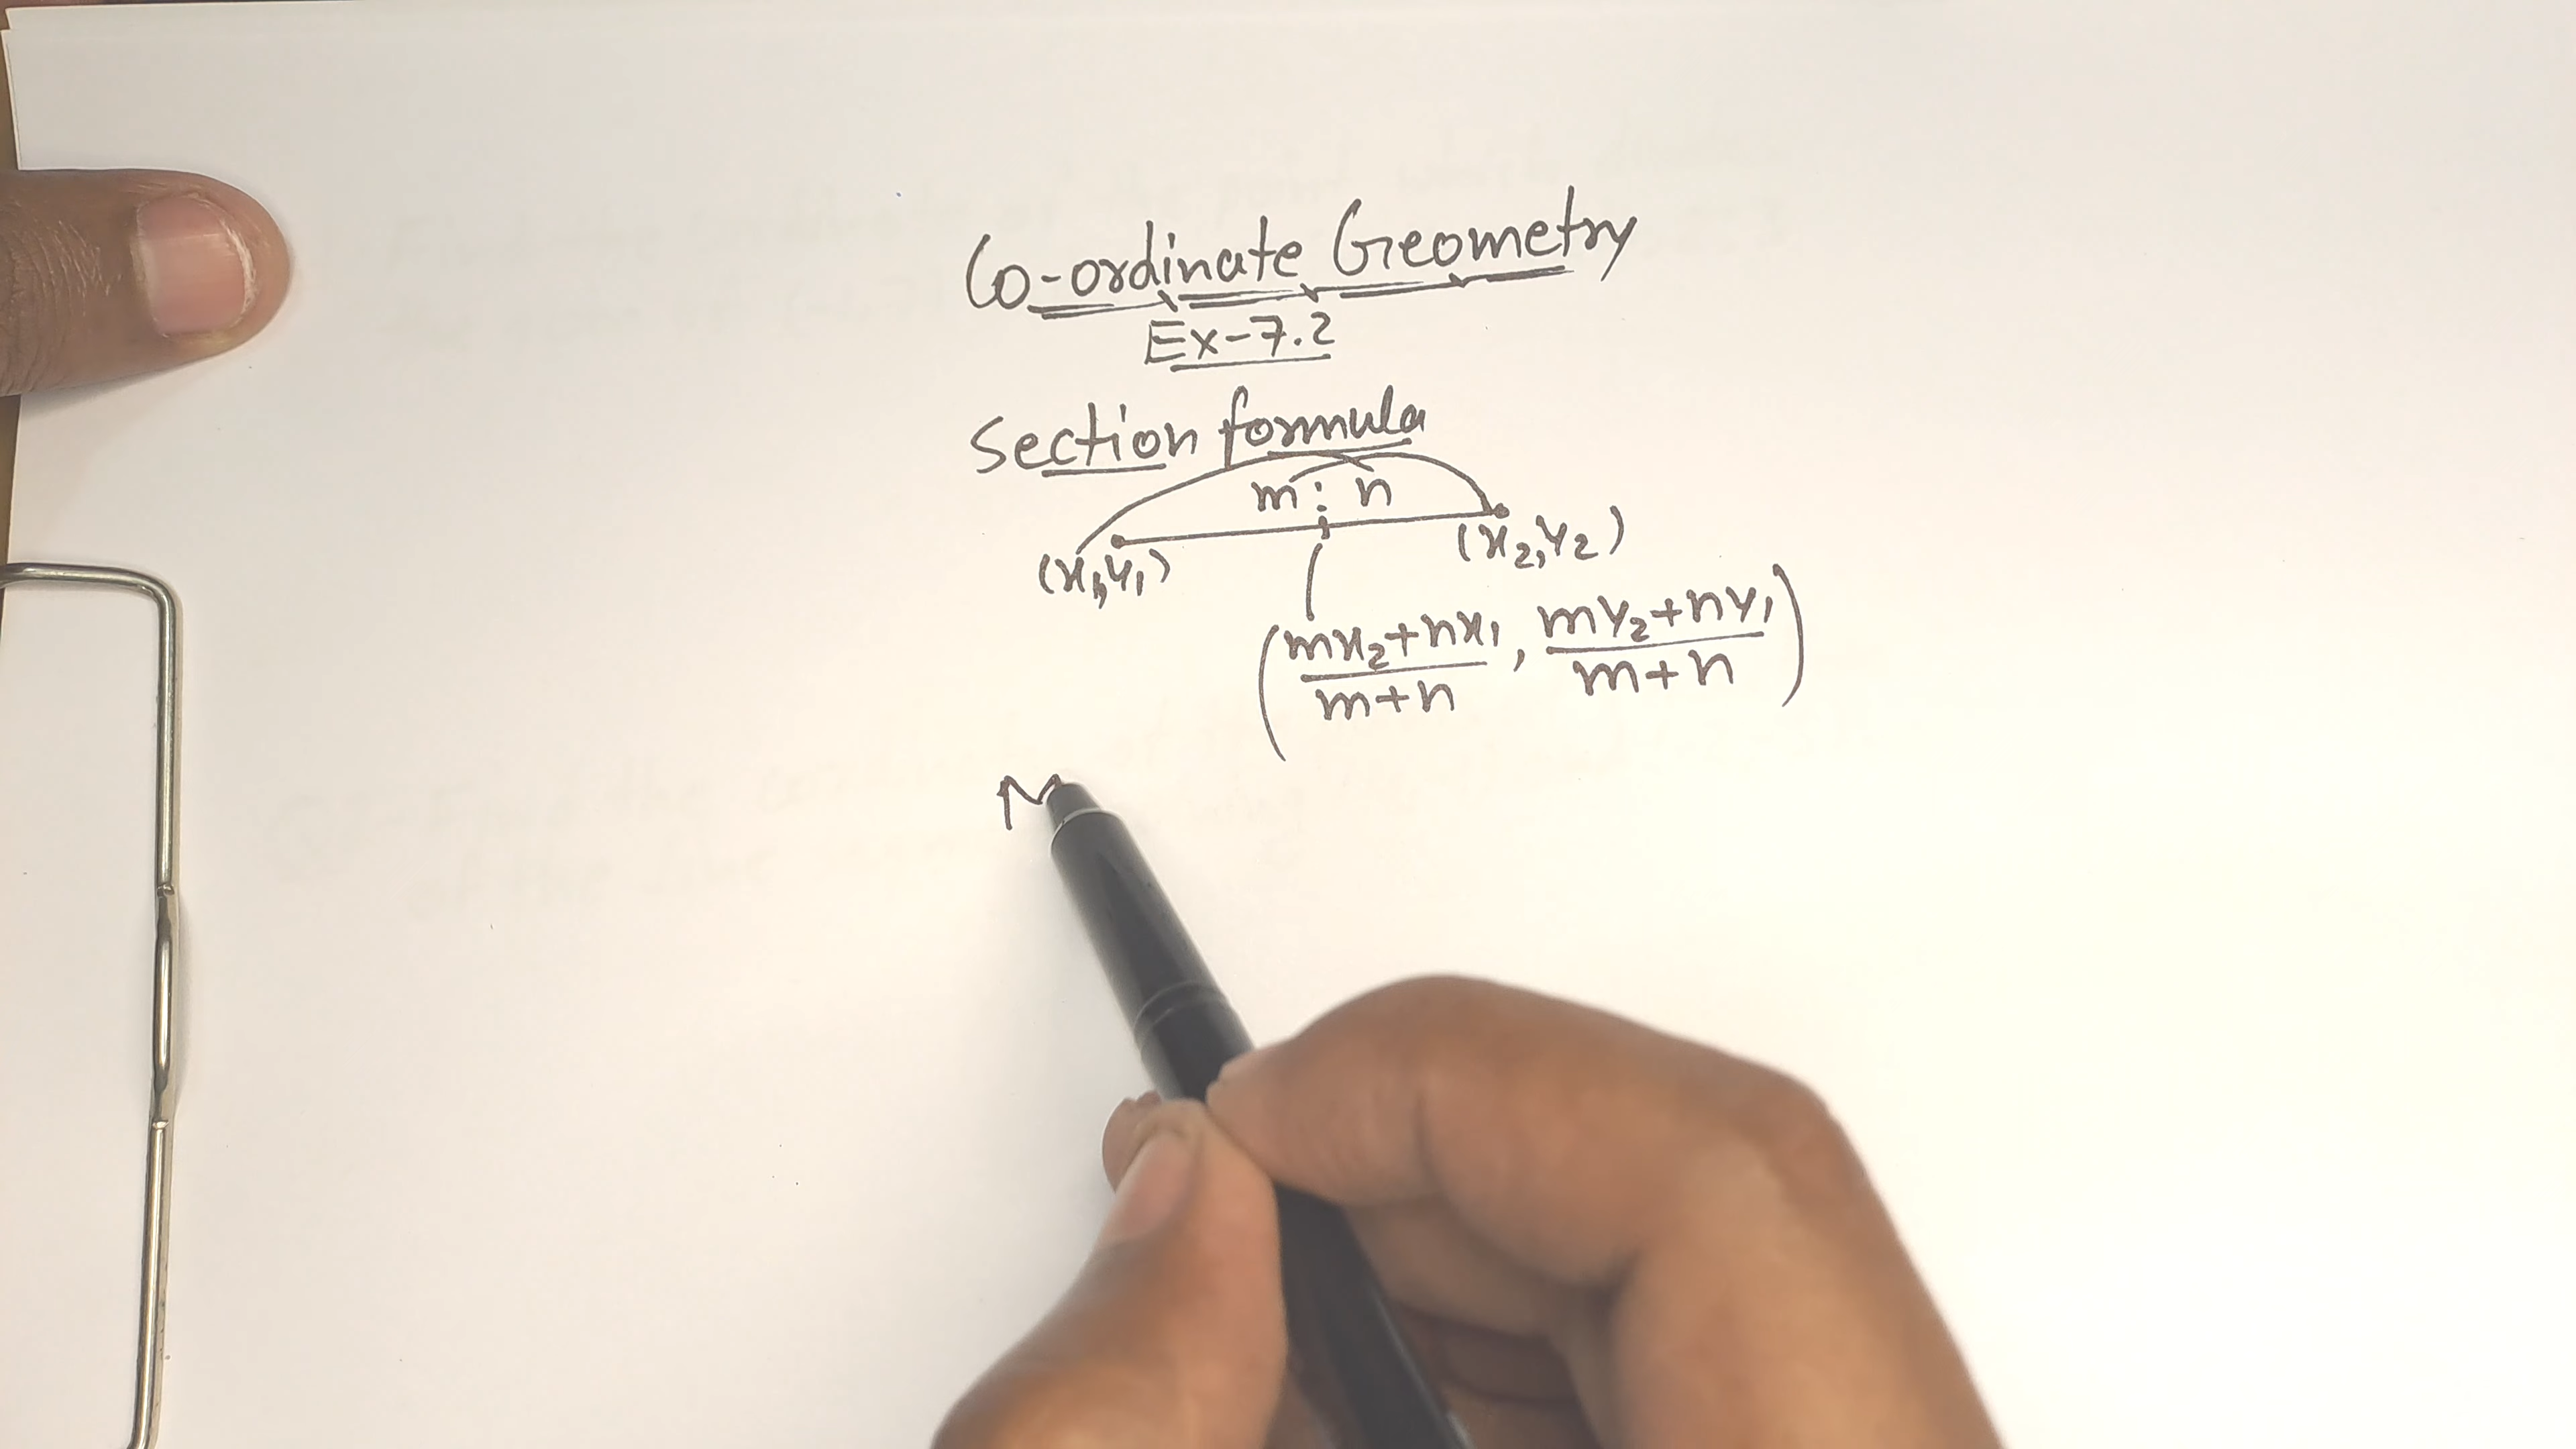 Co-ordinate Geometry
Ex-7.2
Section formula
m : n
(x₁,y₁) (x₂,y₂)
(mx₂+nx₁/m+n, my₂+ny₁/m+n)
M